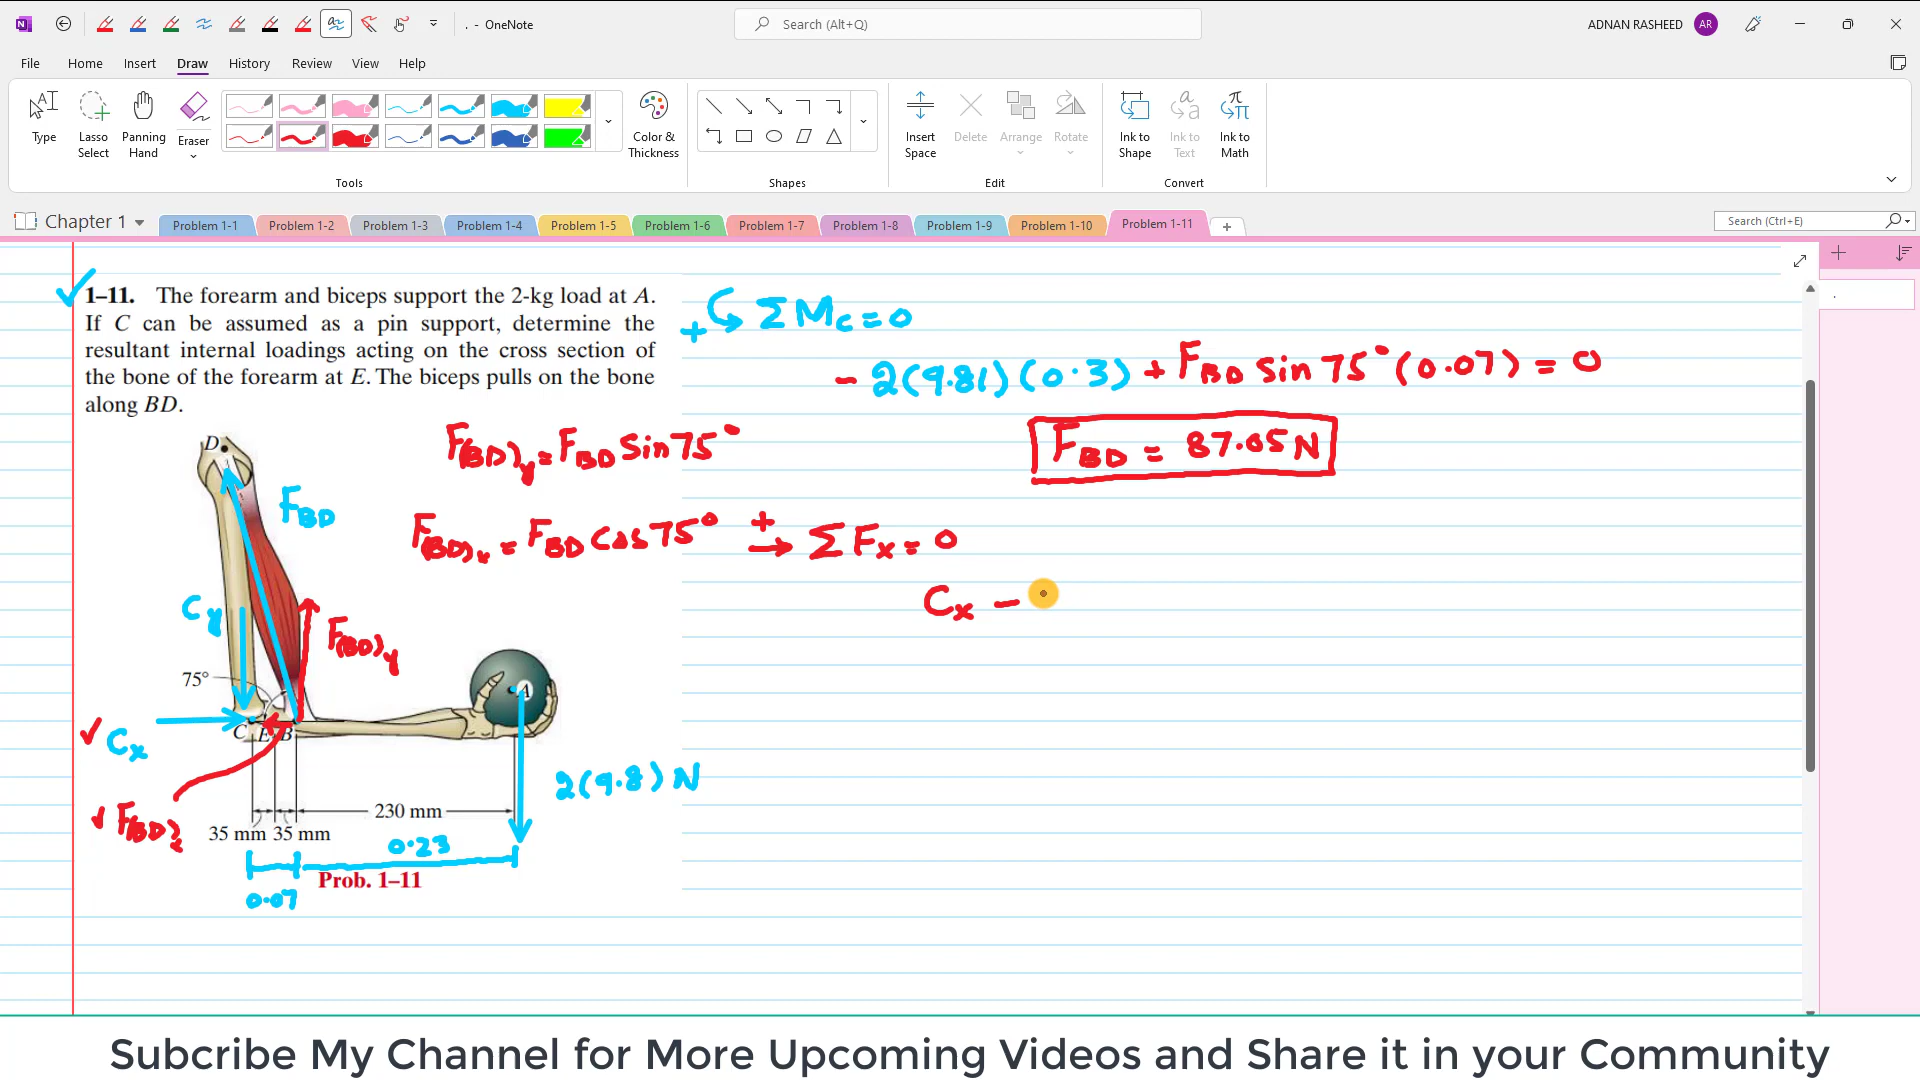 . - OneNote
Search (Alt+Q)
ADNAN RASHEED
AR
File Home Insert Draw History Review View Help
Type
Lasso Select
Panning Hand
Eraser
Color & Thickness
Insert Space
Delete
Arrange
Rotate
Ink to Shape
Ink to Text
Ink to Math
Tools
Shapes
Edit
Convert
Chapter 1
Problem 1-1
Problem 1-2
Problem 1-3
Problem 1-4
Problem 1-5
Problem 1-6
Problem 1-7
Problem 1-8
Problem 1-9
Problem 1-10
Problem 1-11
Search (Ctrl+E)
1–11. The forearm and biceps support the 2-kg load at A.
If C can be assumed as a pin support, determine the
resultant internal loadings acting on the cross section of
the bone of the forearm at E. The biceps pulls on the bone
along BD.
+ ΣMc=0
- 2(9.81)(0.3) + FBD sin 75°(0.07) = 0
FBD = 87.05N
F(BD)y = FBD Sin75°
F(BD)x = FBD Cos75°
+ ΣFx = 0
Cx -
D
FBD
Cy
F(BD)y
75°
A
C E B
Cx
F(BD)x
2(9.8) N
230 mm
35 mm 35 mm
0.23
Prob. 1–11
0.07
Subcribe My Channel for More Upcoming Videos and Share it in your Community